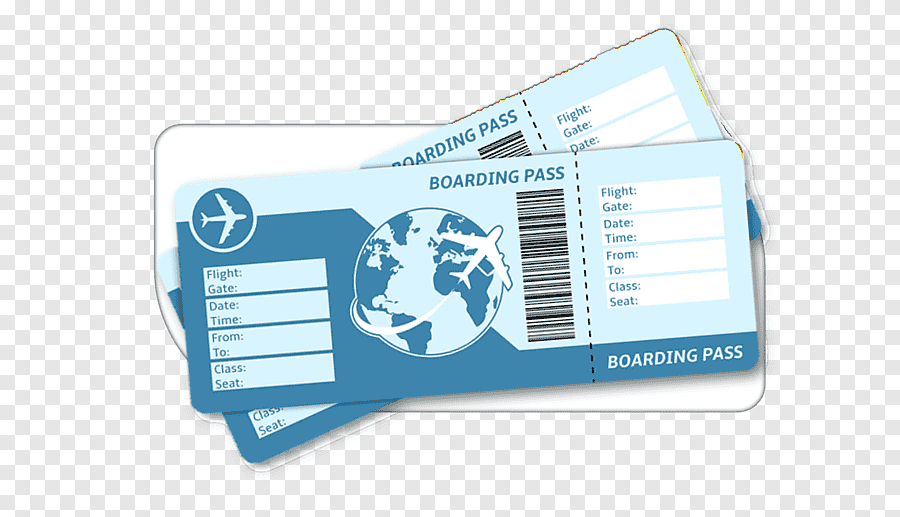 BOARDING PASS
Flight:
Gate:
Date:
BOARDING PASS
Flight:
Gate:
Date:
Time:
From:
To:
Class:
Seat:
Flight:
Gate:
Date:
Time:
From:
To:
Class:
Seat:
BOARDING PASS
Class:
Seat: